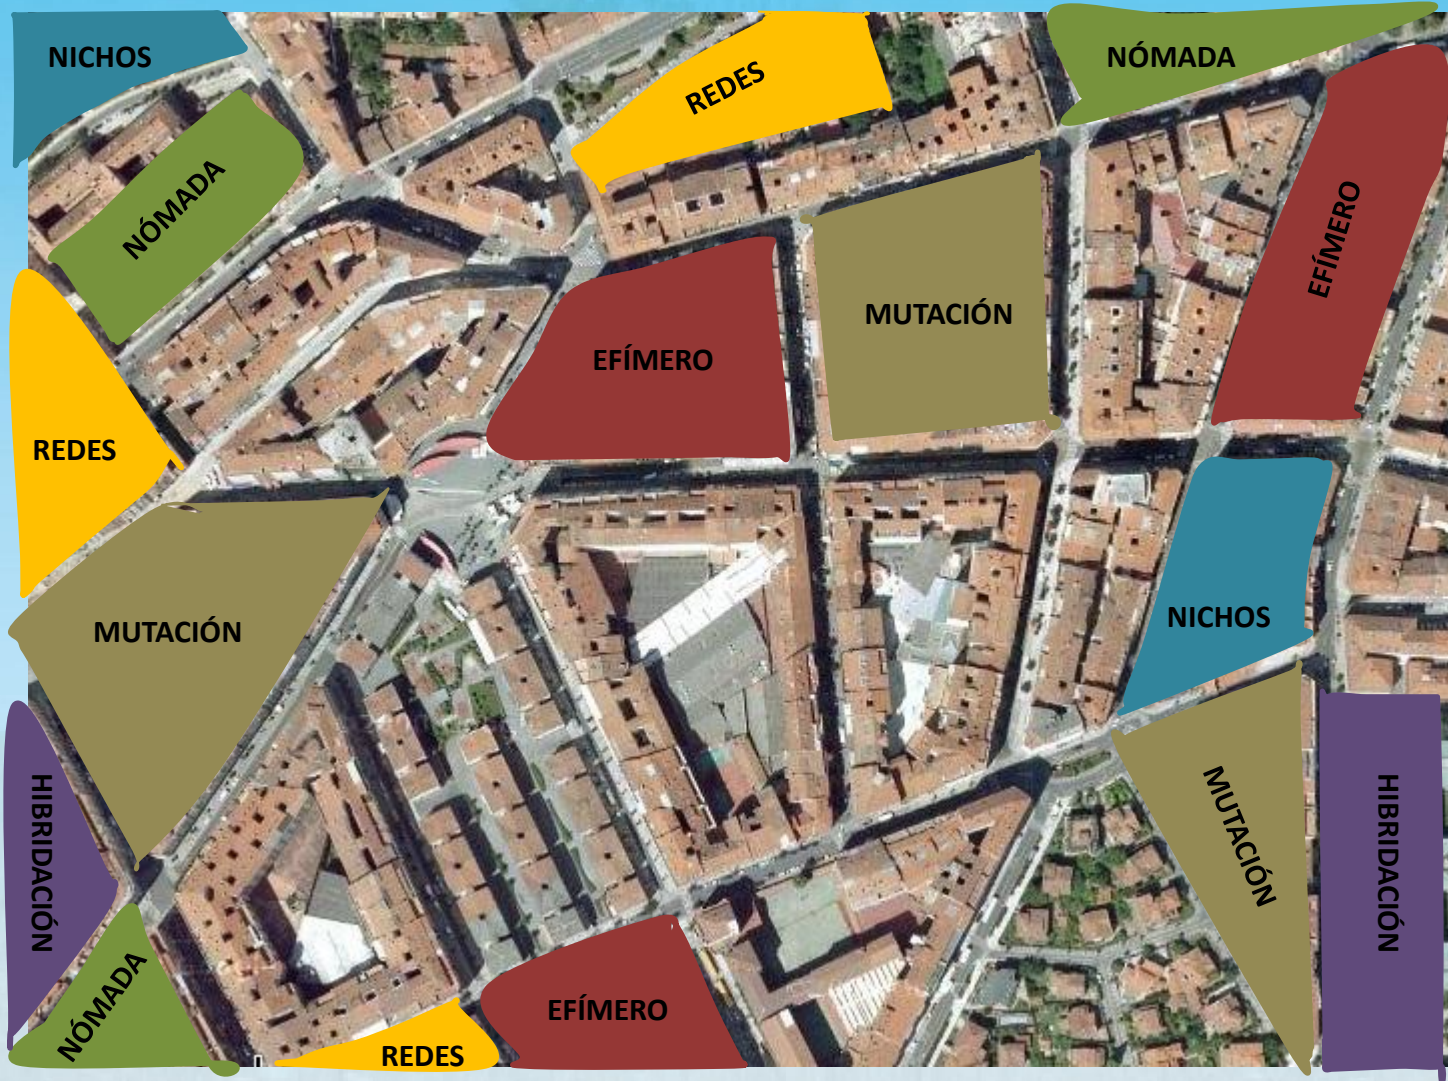 NICHOS
REDES
NÓMADA
NÓMADA
EFÍMERO
MUTACIÓN
EFÍMERO
REDES
NICHOS
MUTACIÓN
MUTACIÓN
HIBRIDACIÓN
HIBRIDACIÓN
NÓMADA
EFÍMERO
REDES